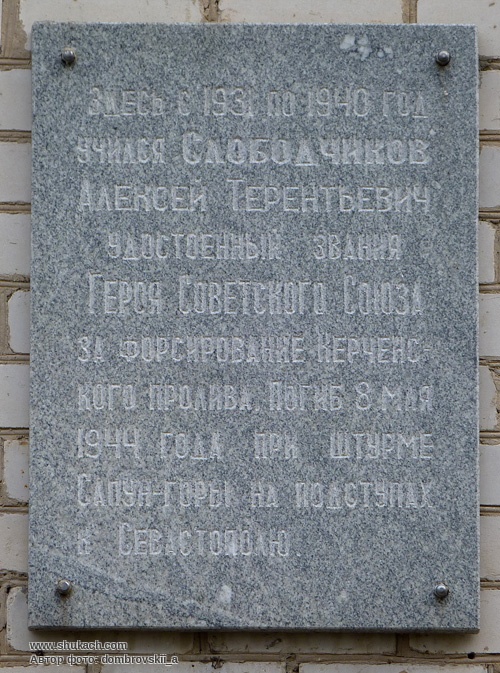 Здесь с 1931 по 1940 год
учился Слободчиков
Алексей Терентьевич
удостоенный звания
Героя Советского Союза
за форсирование Керченс-
кого пролива. Погиб 8 мая
1944 года при штурме
Сапун-горы на подступах
к Севастополю.
www.shukach.com
Автор фото: dombrovskii_a